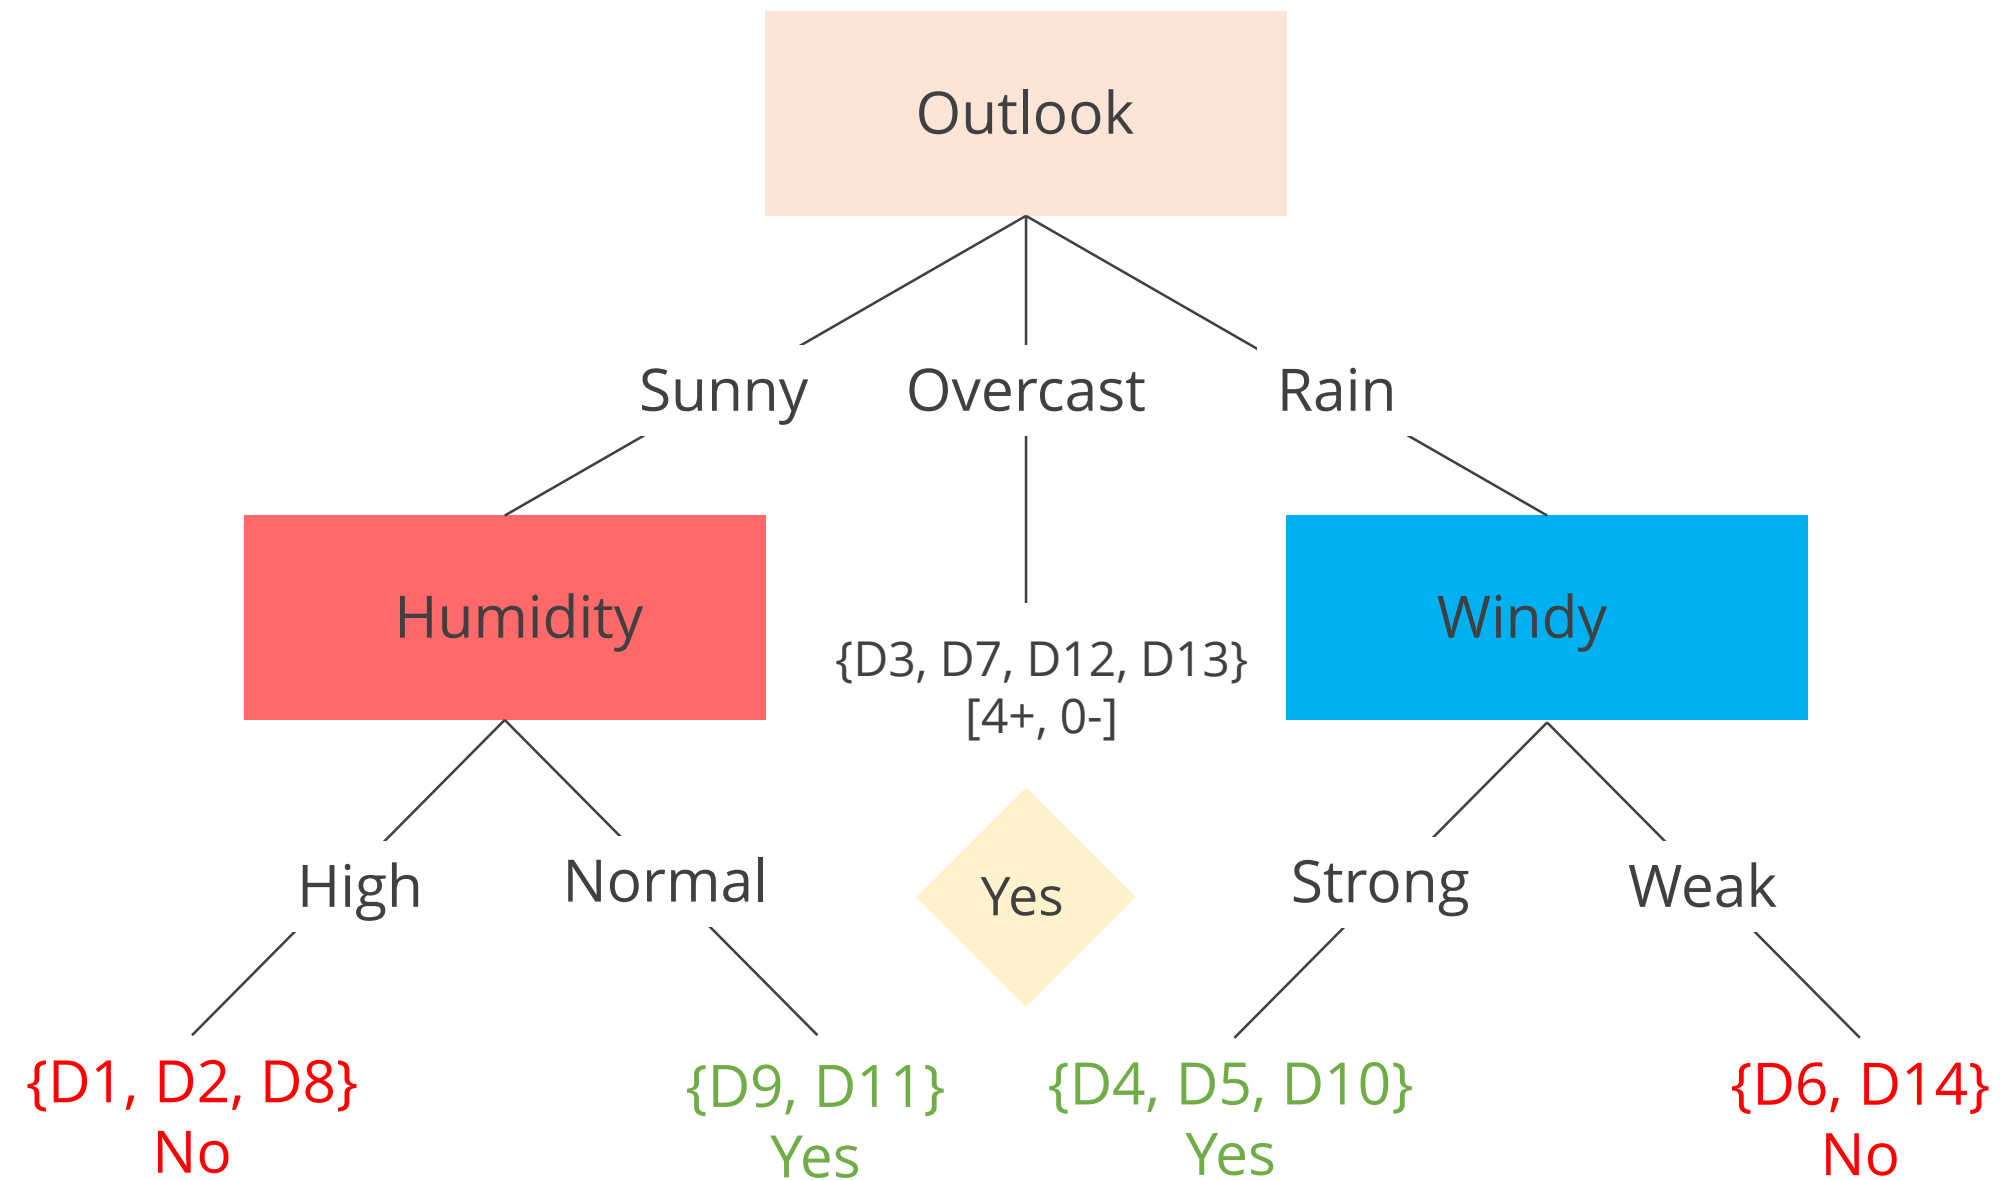 Outlook
Sunny
Overcast
Rain
Humidity
{D3, D7, D12, D13}
[4+, 0-]
Windy
High
Normal
Yes
Strong
Weak
{D1, D2, D8}
No
{D9, D11}
Yes
{D4, D5, D10}
Yes
{D6, D14}
No